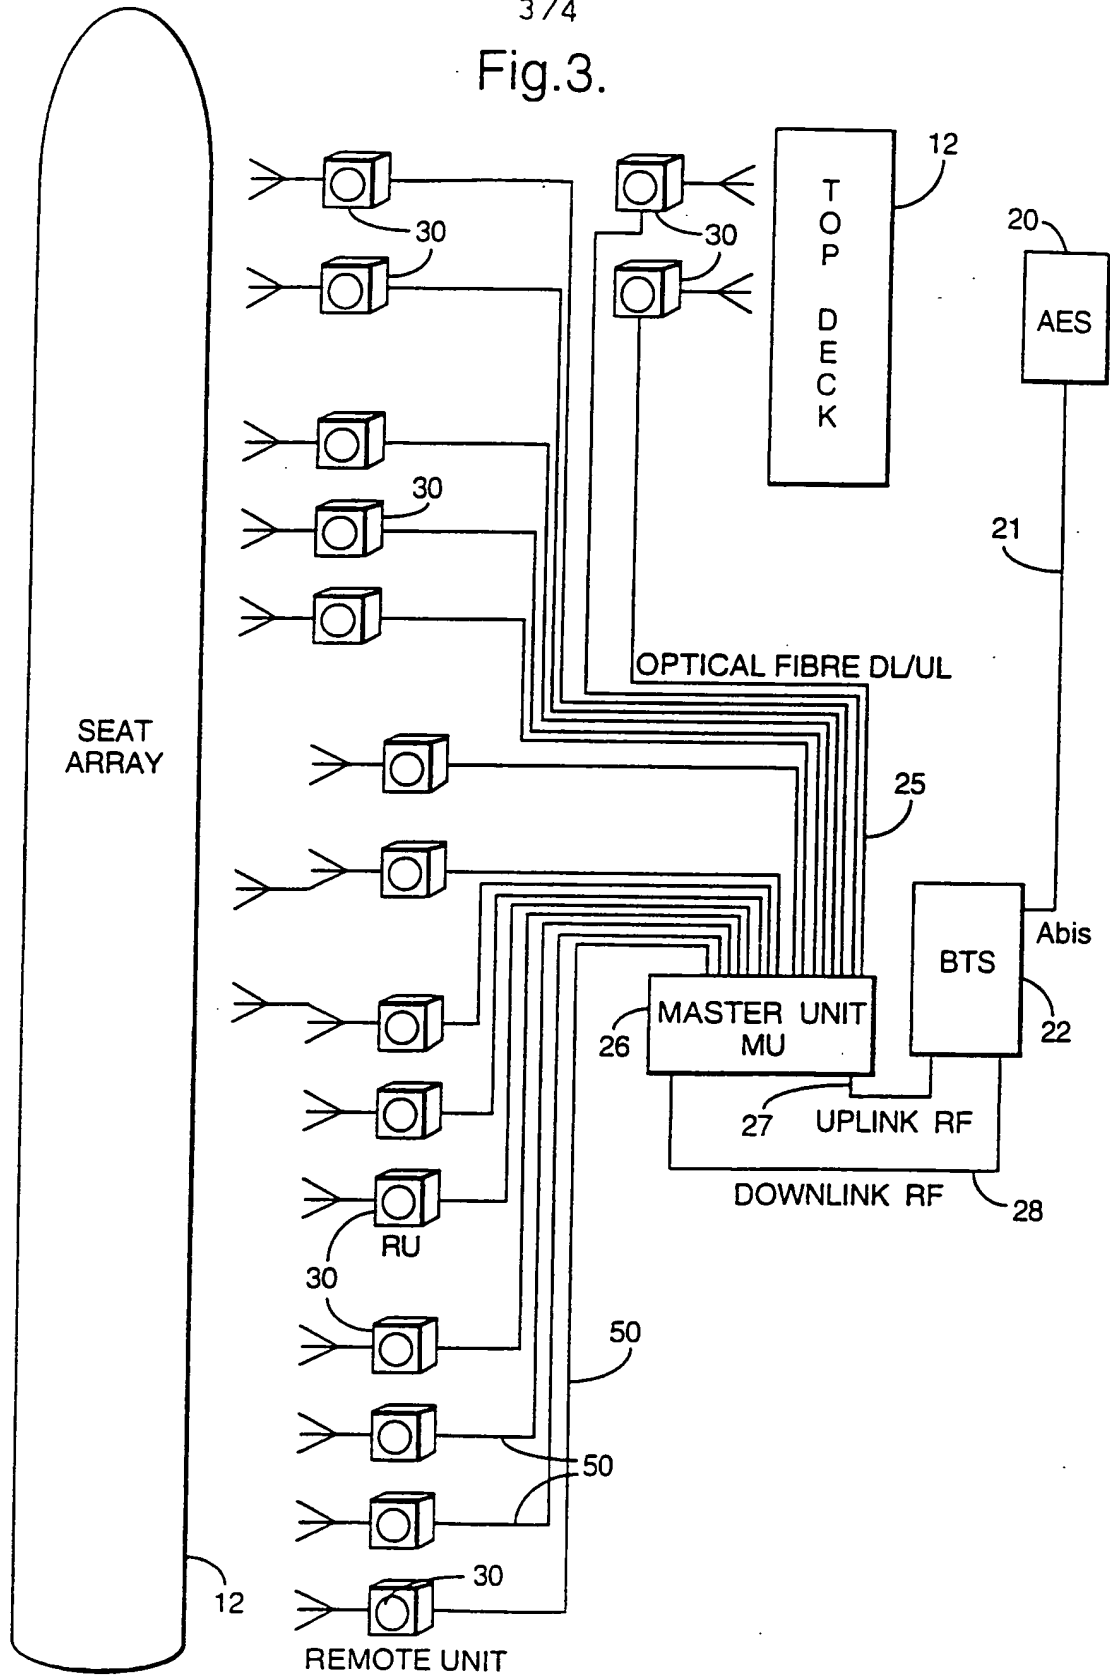 3/4
Fig.3.
12
T
O
P
D
E
C
K
20
AES
30
30
30
21
OPTICAL FIBRE DL/UL
SEAT
ARRAY
25
Abis
BTS
22
MASTER UNIT
MU
26
27
UPLINK RF
DOWNLINK RF
28
RU
30
50
50
30
12
REMOTE UNIT